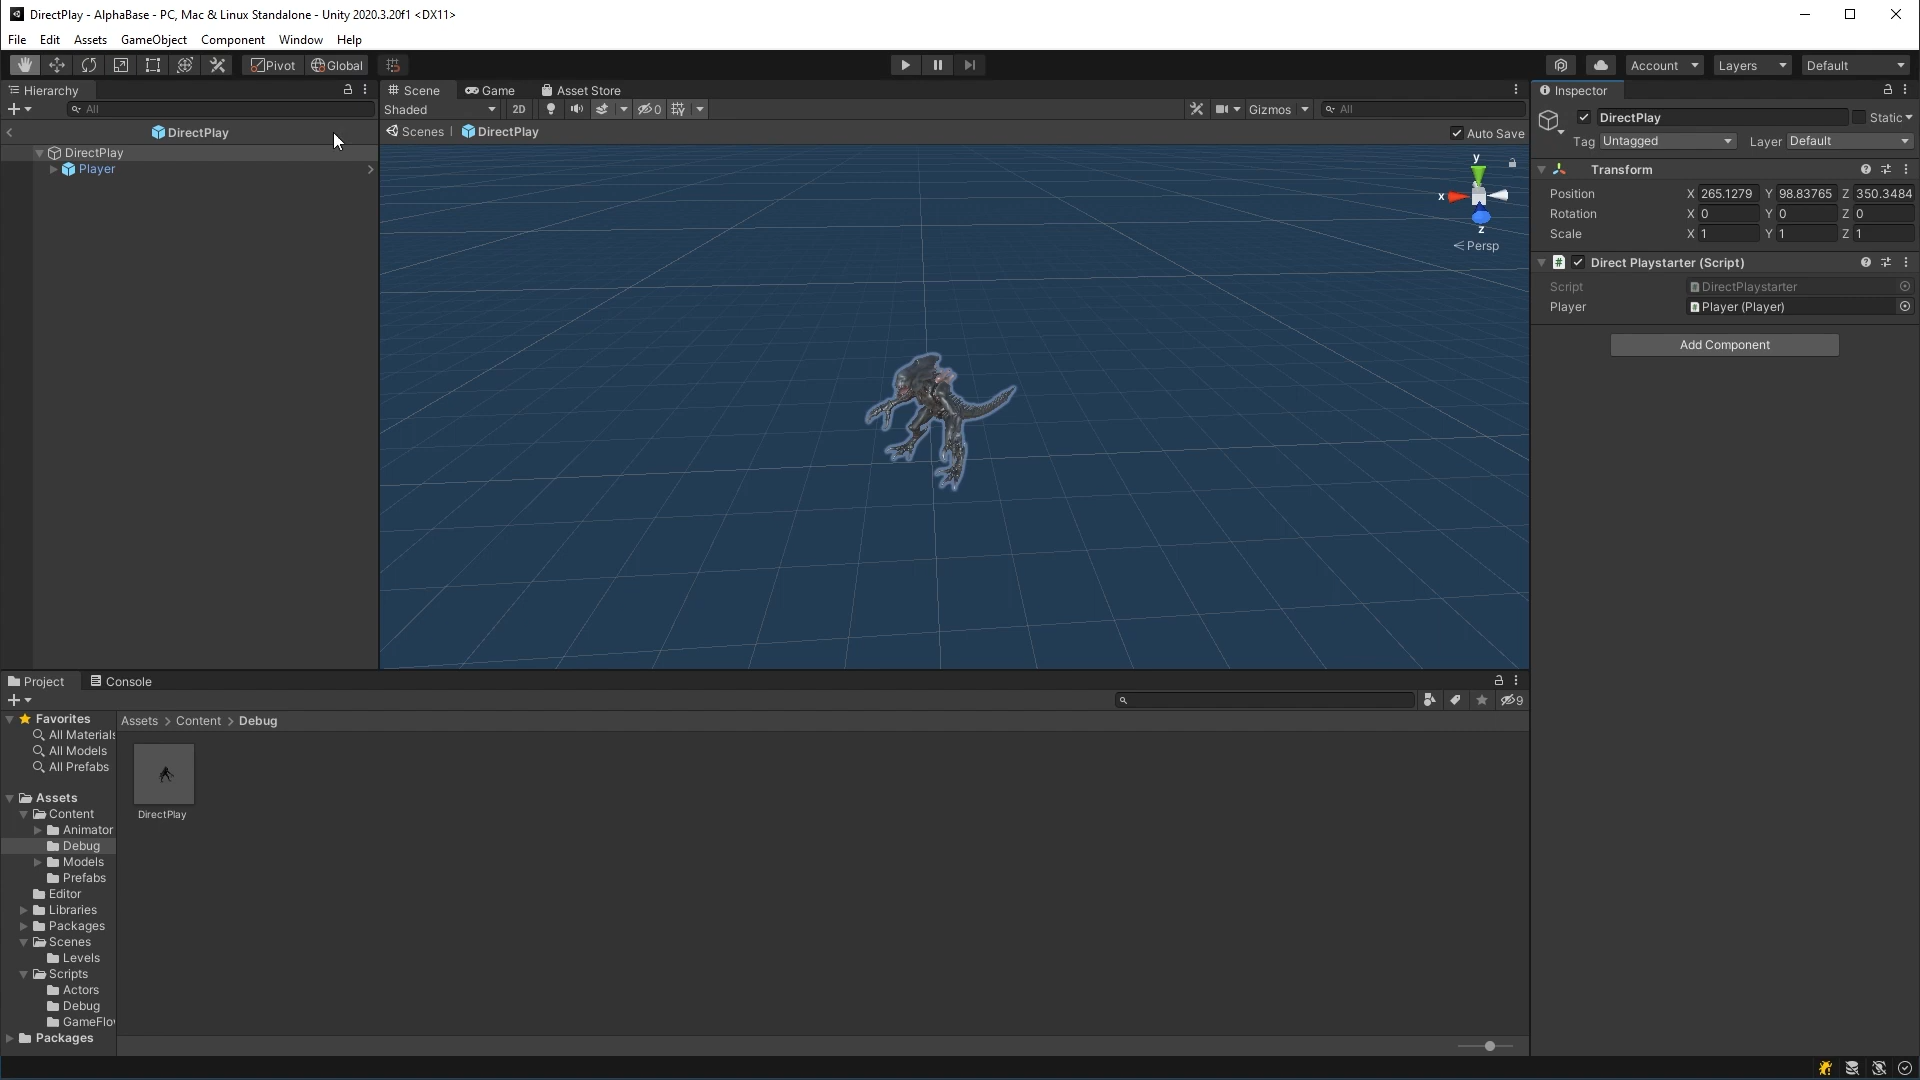 DirectPlay - AlphaBase - PC, Mac & Linux Standalone - Unity 2020.3.20f1 <DX11>
File Edit Assets GameObject Component Window Help
Pivot Global Account Layers Default
Hierarchy
All
DirectPlay
DirectPlay
Player
Scene Game Asset Store
Shaded 2D 0 Gizmos All
Scenes DirectPlay Auto Save
y
x
z
Persp
Inspector
DirectPlay Static
Tag Untagged Layer Default
Transform
Position X 265.1279 Y 98.83765 Z 350.3484
Rotation X 0 Y 0 Z 0
Scale X 1 Y 1 Z 1
# Direct Playstarter (Script)
Script DirectPlaystarter
Player Player (Player)
Add Component
Project Console
9
Favorites
All Materials
All Models
All Prefabs
Assets
Content
Animator
Debug
Models
Prefabs
Editor
Libraries
Packages
Scenes
Levels
Scripts
Actors
Debug
GameFlo
Packages
Assets > Content > Debug
DirectPlay